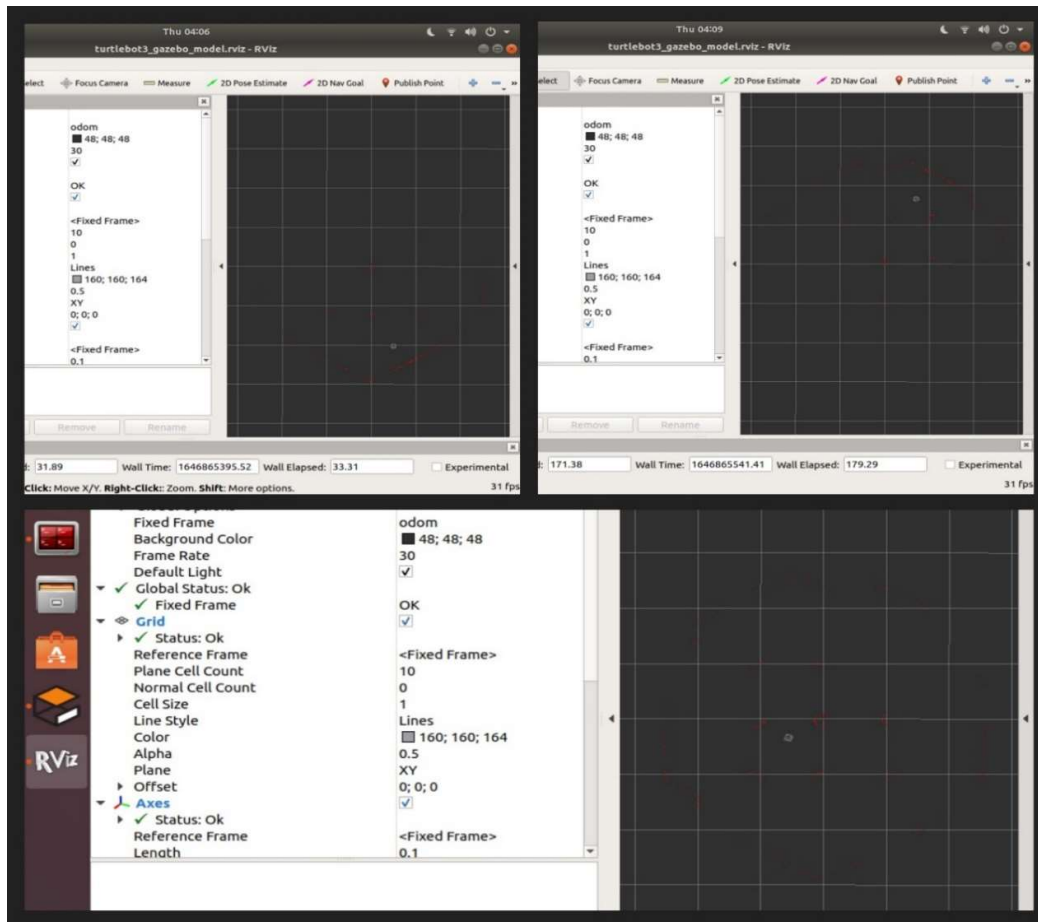 Thu 04:06
turtlebot3_gazebo_model.rviz - RViz
elect Focus Camera Measure 2D Pose Estimate 2D Nav Goal Publish Point »
odom
48; 48; 48
30
OK
<Fixed Frame>
10
0
1
Lines
160; 160; 164
0.5
XY
0; 0; 0
<Fixed Frame>
0.1
Remove Rename
d: 31.89 Wall Time: 1646865395.52 Wall Elapsed: 33.31 Experimental
Click: Move X/Y. Right-Click:: Zoom. Shift: More options. 31 fps
Thu 04:09
turtlebot3_gazebo_model.rviz - RViz
elect Focus Camera Measure 2D Pose Estimate 2D Nav Goal Publish Point »
odom
48; 48; 48
30
OK
<Fixed Frame>
10
0
1
Lines
160; 160; 164
0.5
XY
0; 0; 0
<Fixed Frame>
0.1
Remove Rename
d: 171.38 Wall Time: 1646865541.41 Wall Elapsed: 179.29 Experimental
31 fps
Fixed Frame odom
Background Color 48; 48; 48
Frame Rate 30
Default Light
Global Status: Ok
Fixed Frame OK
Grid
Status: Ok
Reference Frame <Fixed Frame>
Plane Cell Count 10
Normal Cell Count 0
Cell Size 1
Line Style Lines
Color 160; 160; 164
Alpha 0.5
Plane XY
Offset 0; 0; 0
Axes
Status: Ok
Reference Frame <Fixed Frame>
Length 0.1
RViz